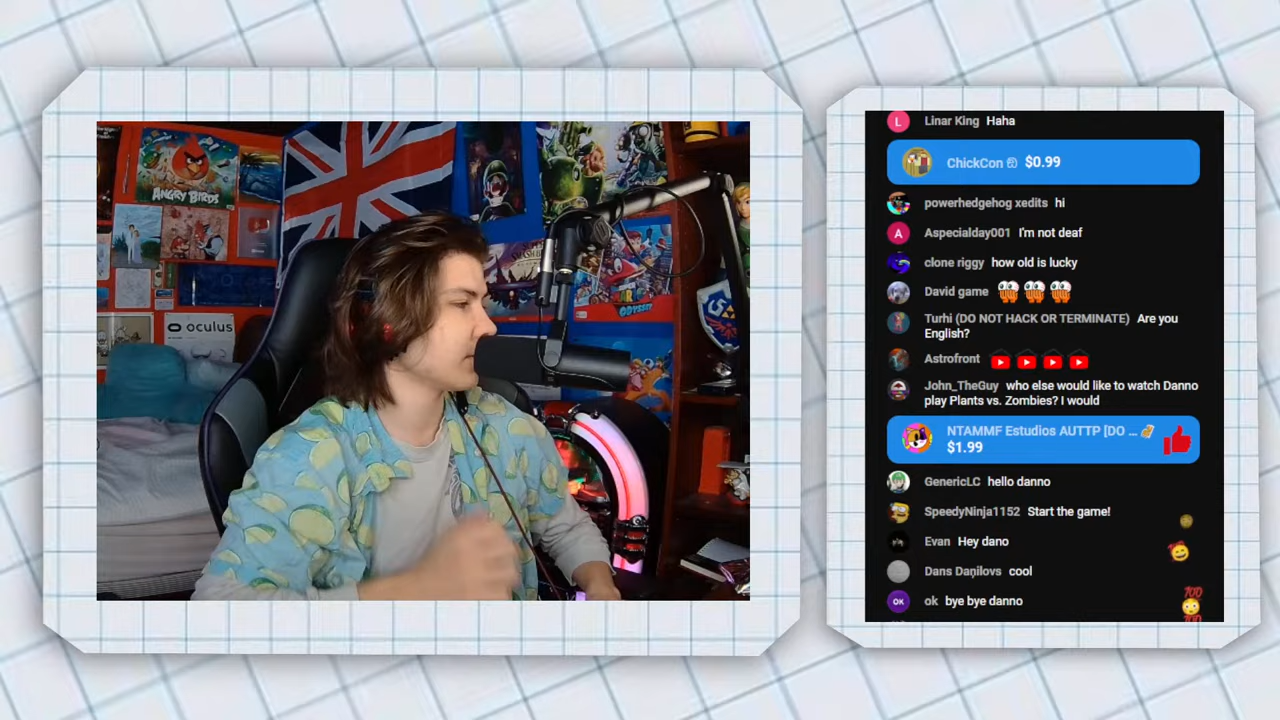 ANGRY BIRDS
oculus
ODYSSEY
Linar King Haha
ChickCon $0.99
powerhedgehog xedits hi
A Aspecialday001 I'm not deaf
clone riggy how old is lucky
David game
Turhi (DO NOT HACK OR TERMINATE) Are you
English?
Astrofront
John_TheGuy who else would like to watch Danno
play Plants vs. Zombies? I would
NTAMMF Estudios AUTTP [DO ...
$1.99
GenericLC hello danno
SpeedyNinja1152 Start the game!
Evan Hey dano
Dans Daņilovs cool
OK ok bye bye danno